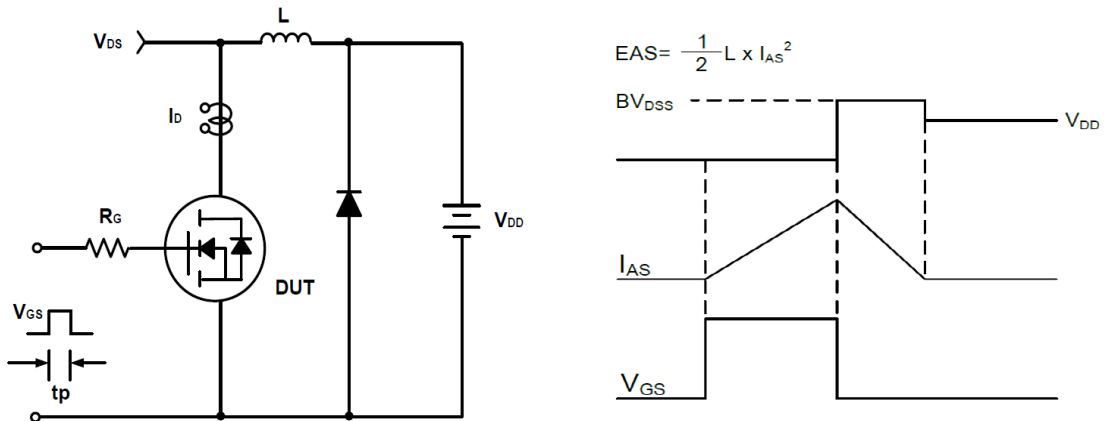 L
VDS
ID
RG
VDD
DUT
VGS
tp
EAS= 1/2 L x IAS²
BVDSS
VDD
IAS
VGS